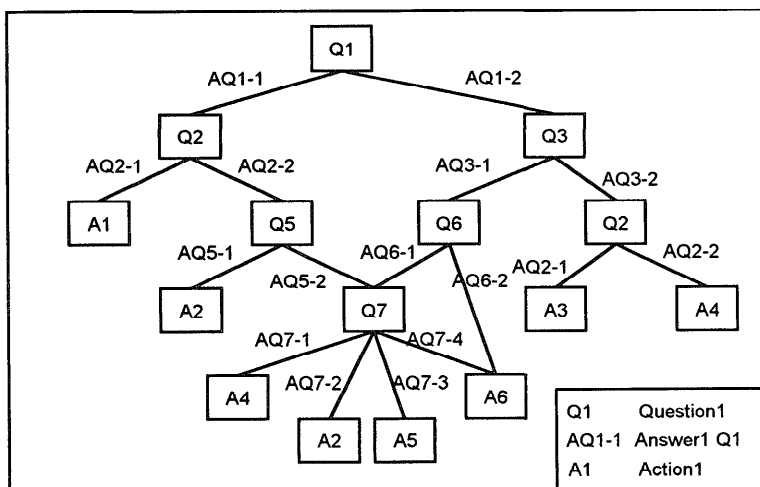 Q1
AQ1-1 AQ1-2
Q2 Q3
AQ2-1 AQ2-2 AQ3-1 AQ3-2
A1 Q5 Q6 Q2
AQ5-1 AQ5-2 AQ6-1 AQ6-2 AQ2-1 AQ2-2
A2 Q7 A3 A4
AQ7-1 AQ7-2 AQ7-3 AQ7-4
A4 A6
A2 A5
Q1 Question1
AQ1-1 Answer1 Q1
A1 Action1